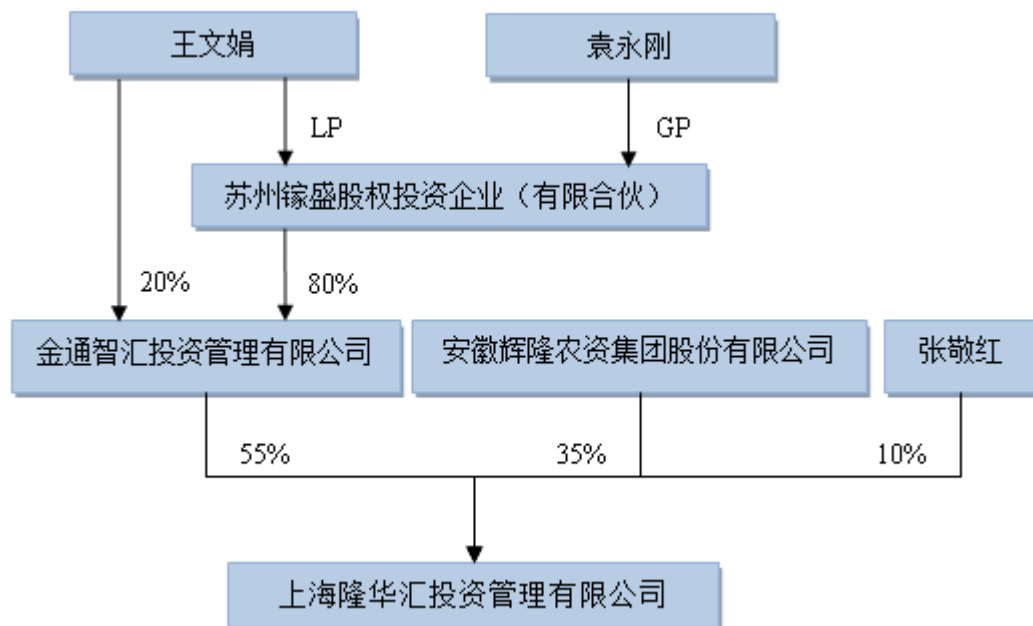 王文娟
袁永刚
LP
GP
苏州镓盛股权投资企业（有限合伙）
20%
80%
金通智汇投资管理有限公司
安徽辉隆农资集团股份有限公司
张敬红
55%
35%
10%
上海隆华汇投资管理有限公司